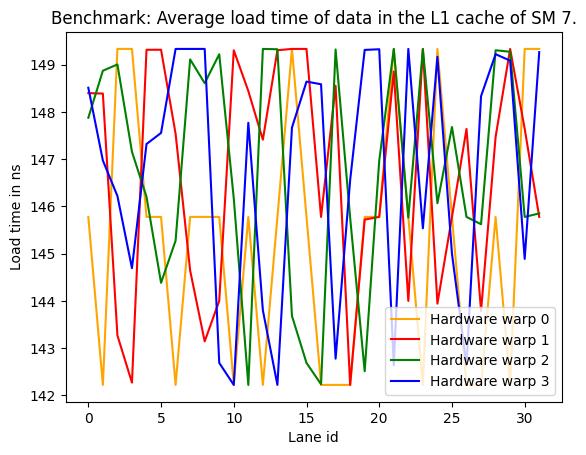 Benchmark: Average load time of data in the L1 cache of SM 7.
Load time in ns
149
148
147
146
145
144
143
142
Hardware warp 0
Hardware warp 1
Hardware warp 2
Hardware warp 3
0 5 10 15 20 25 30
Lane id